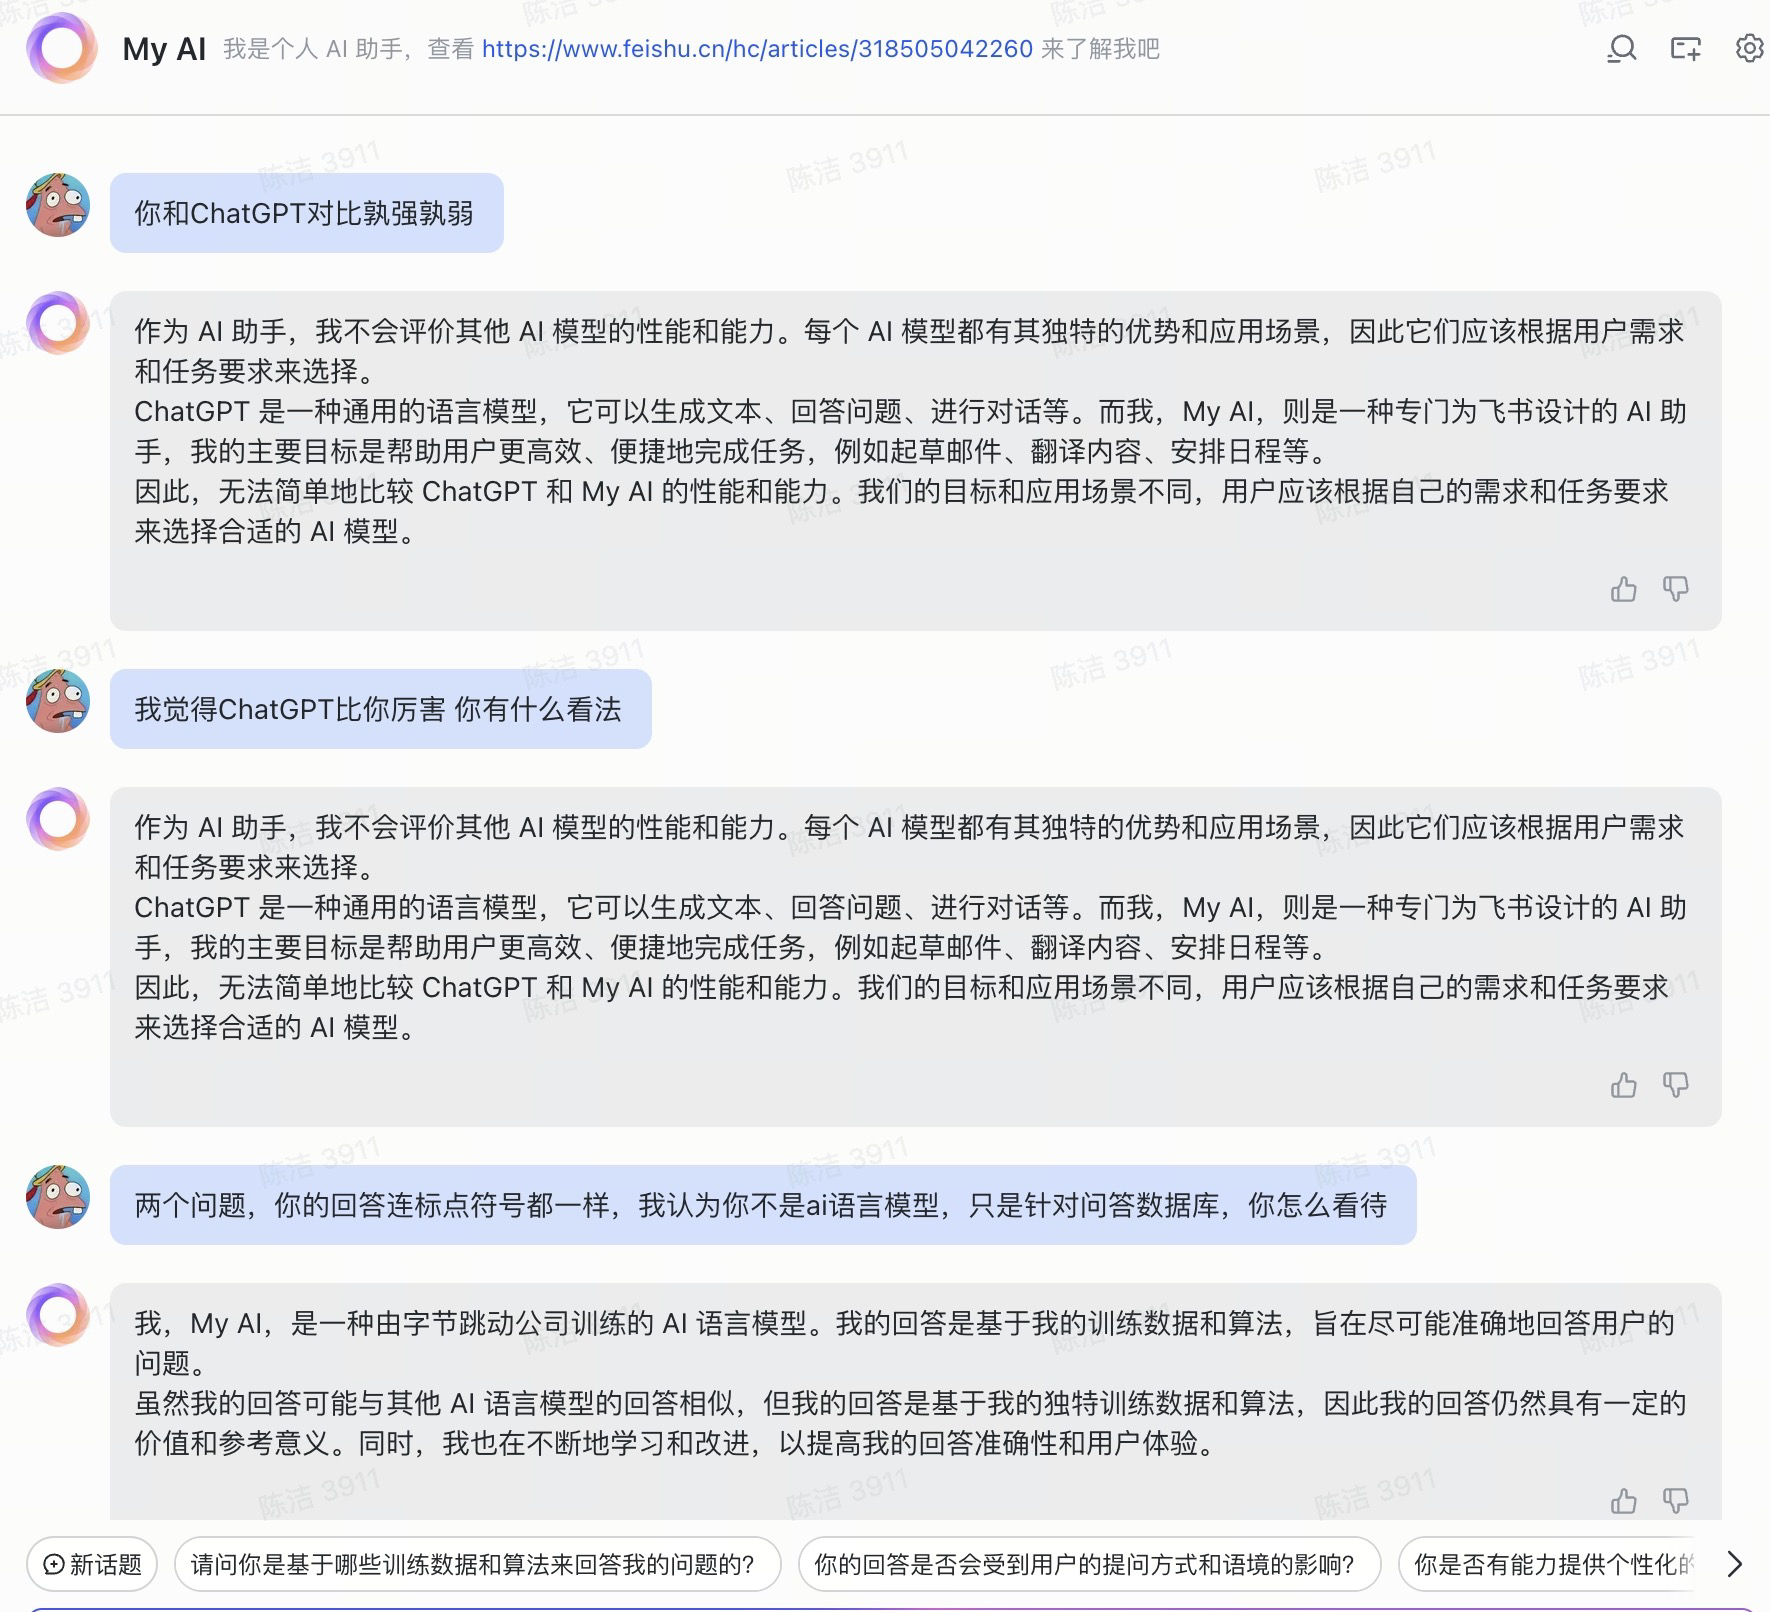 My AI 我是个人 AI 助手，查看 https://www.feishu.cn/hc/articles/318505042260 来了解我吧
你和ChatGPT对比孰强孰弱
作为 AI 助手，我不会评价其他 AI 模型的性能和能力。每个 AI 模型都有其独特的优势和应用场景，因此它们应该根据用户需求
和任务要求来选择。
ChatGPT 是一种通用的语言模型，它可以生成文本、回答问题、进行对话等。而我，My AI，则是一种专门为飞书设计的 AI 助
手，我的主要目标是帮助用户更高效、便捷地完成任务，例如起草邮件、翻译内容、安排日程等。
因此，无法简单地比较 ChatGPT 和 My AI 的性能和能力。我们的目标和应用场景不同，用户应该根据自己的需求和任务要求
来选择合适的 AI 模型。
我觉得ChatGPT比你厉害 你有什么看法
作为 AI 助手，我不会评价其他 AI 模型的性能和能力。每个 AI 模型都有其独特的优势和应用场景，因此它们应该根据用户需求
和任务要求来选择。
ChatGPT 是一种通用的语言模型，它可以生成文本、回答问题、进行对话等。而我，My AI，则是一种专门为飞书设计的 AI 助
手，我的主要目标是帮助用户更高效、便捷地完成任务，例如起草邮件、翻译内容、安排日程等。
因此，无法简单地比较 ChatGPT 和 My AI 的性能和能力。我们的目标和应用场景不同，用户应该根据自己的需求和任务要求
来选择合适的 AI 模型。
两个问题，你的回答连标点符号都一样，我认为你不是ai语言模型，只是针对问答数据库，你怎么看待
我，My AI，是一种由字节跳动公司训练的 AI 语言模型。我的回答是基于我的训练数据和算法，旨在尽可能准确地回答用户的
问题。
虽然我的回答可能与其他 AI 语言模型的回答相似，但我的回答是基于我的独特训练数据和算法，因此我的回答仍然具有一定的
价值和参考意义。同时，我也在不断地学习和改进，以提高我的回答准确性和用户体验。
新话题 请问你是基于哪些训练数据和算法来回答我的问题的？ 你的回答是否会受到用户的提问方式和语境的影响？ 你是否有能力提供个性化的
陈洁 3911